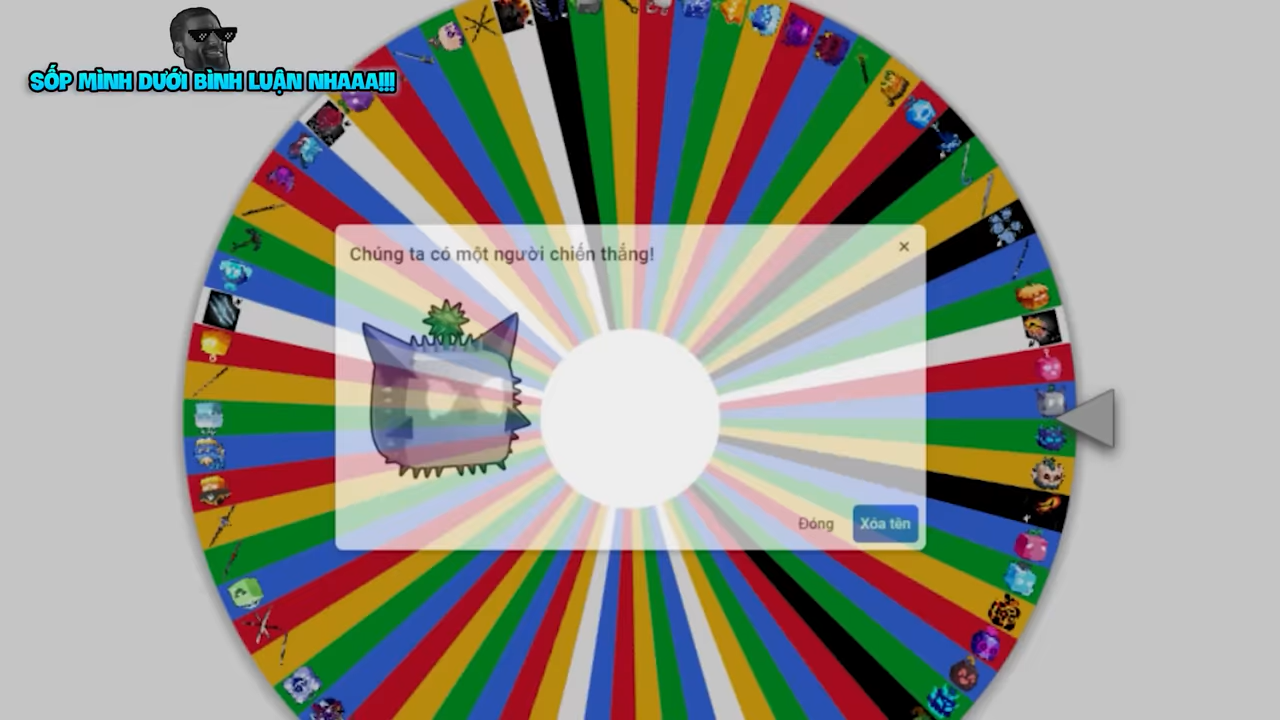 SỐP MÌNH DƯỚI BÌNH LUẬN NHAAA!!!
Chúng ta có một người chiến thắng!
×
Đóng
Xóa tên